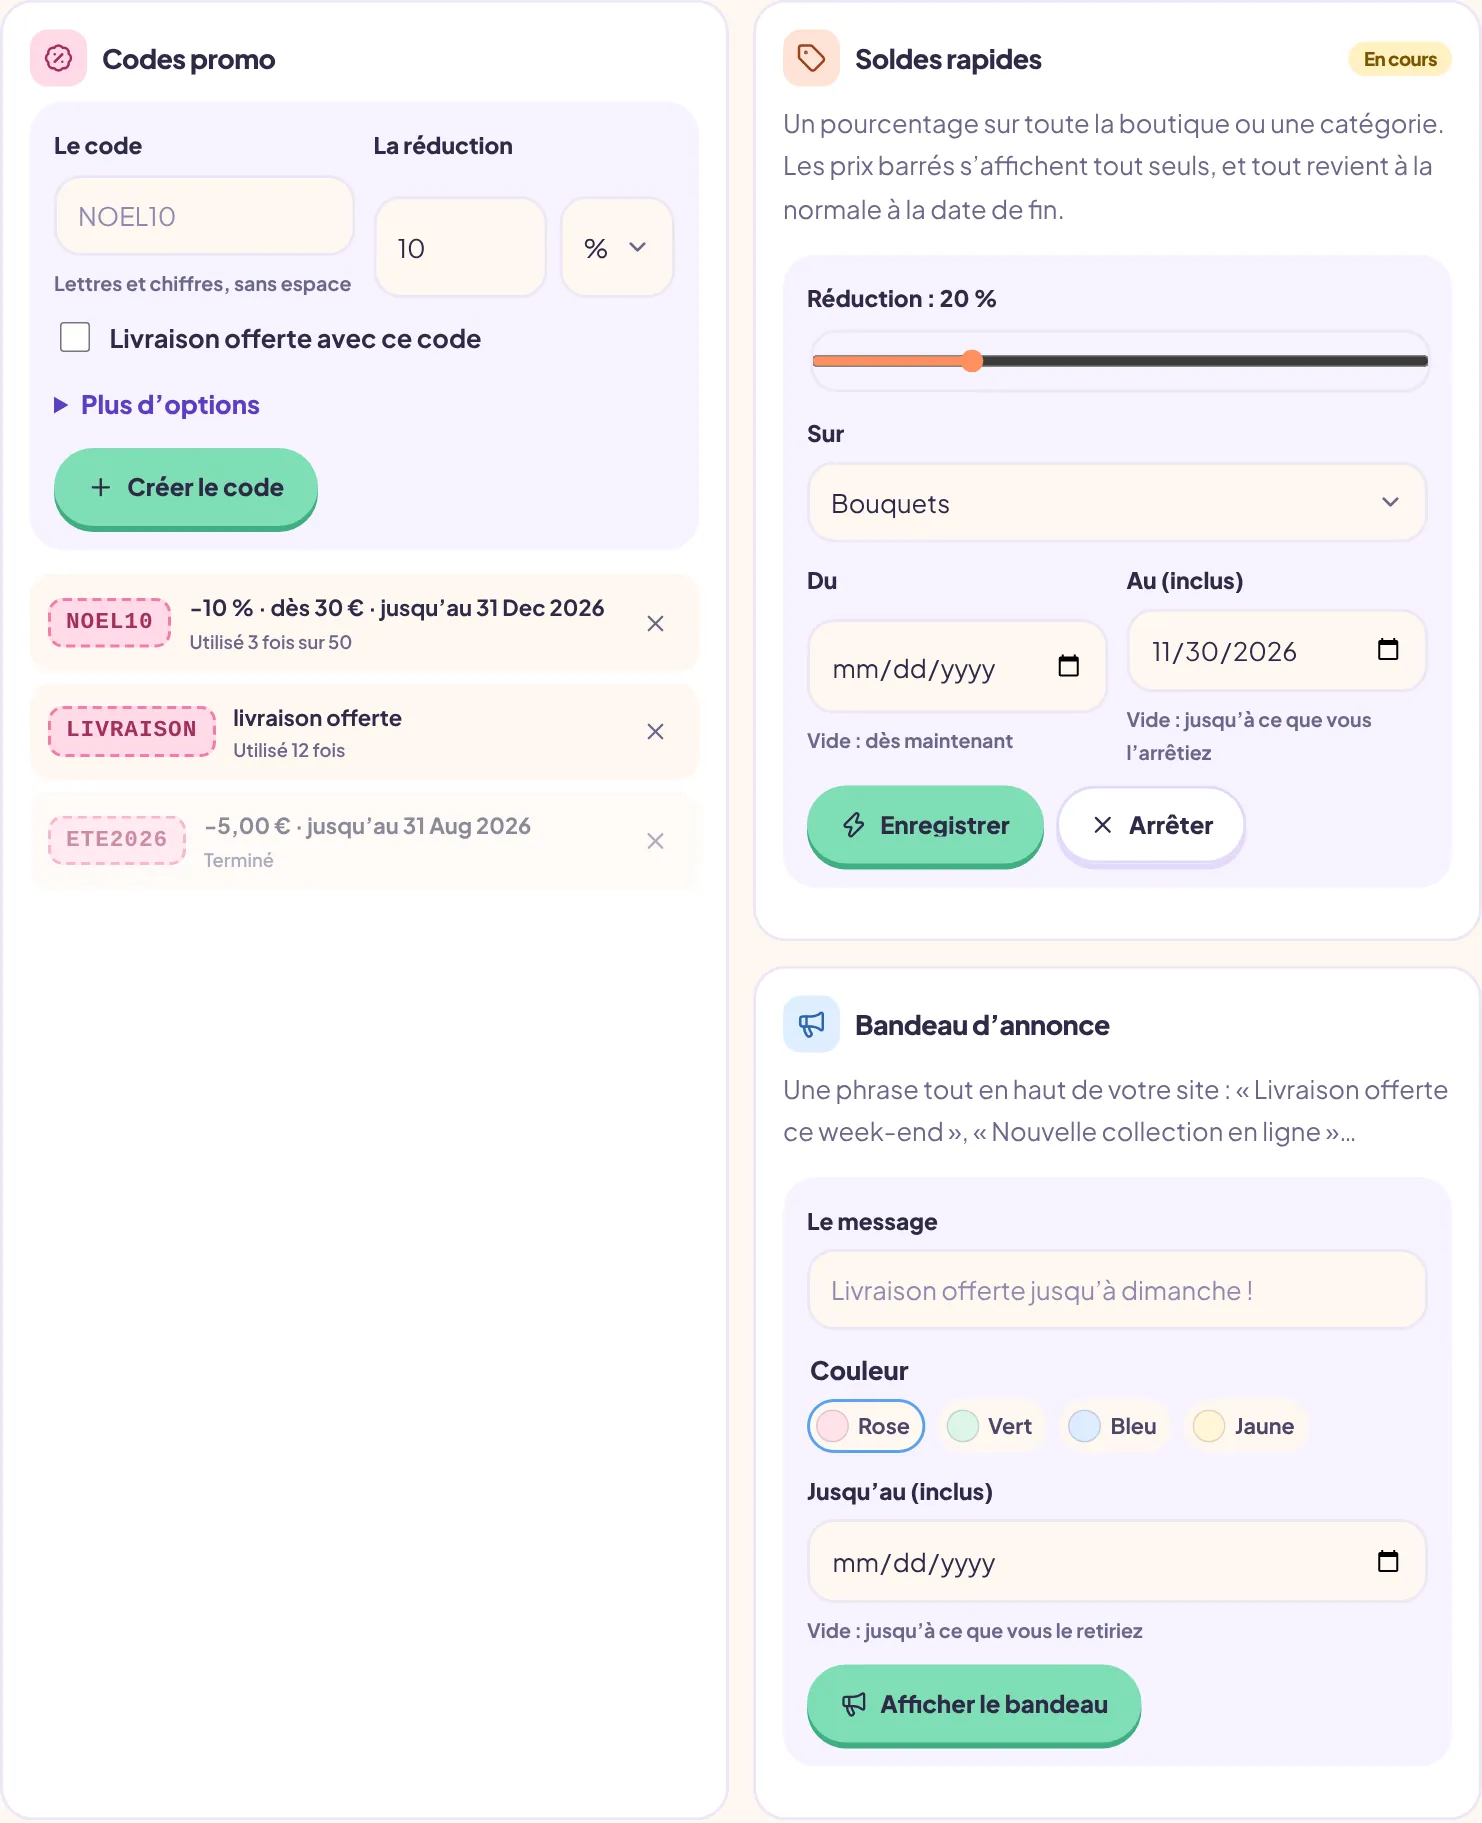 Codes promo
Le code
La réduction
NOEL10
10
%
Lettres et chiffres, sans espace
Livraison offerte avec ce code
Plus d’options
Créer le code
NOEL10
-10 % · dès 30 € · jusqu’au 31 Dec 2026
Utilisé 3 fois sur 50
LIVRAISON
livraison offerte
Utilisé 12 fois
ETE2026
-5,00 € · jusqu’au 31 Aug 2026
Terminé
Soldes rapides
En cours
Un pourcentage sur toute la boutique ou une catégorie.
Les prix barrés s’affichent tout seuls, et tout revient à la
normale à la date de fin.
Réduction : 20 %
Sur
Bouquets
Du
Au (inclus)
mm/dd/yyyy
11/30/2026
Vide : dès maintenant
Vide : jusqu’à ce que vous
l’arrêtiez
Enregistrer
Arrêter
Bandeau d’annonce
Une phrase tout en haut de votre site : « Livraison offerte
ce week-end », « Nouvelle collection en ligne »…
Le message
Livraison offerte jusqu’à dimanche !
Couleur
Rose
Vert
Bleu
Jaune
Jusqu’au (inclus)
mm/dd/yyyy
Vide : jusqu’à ce que vous le retiriez
Afficher le bandeau